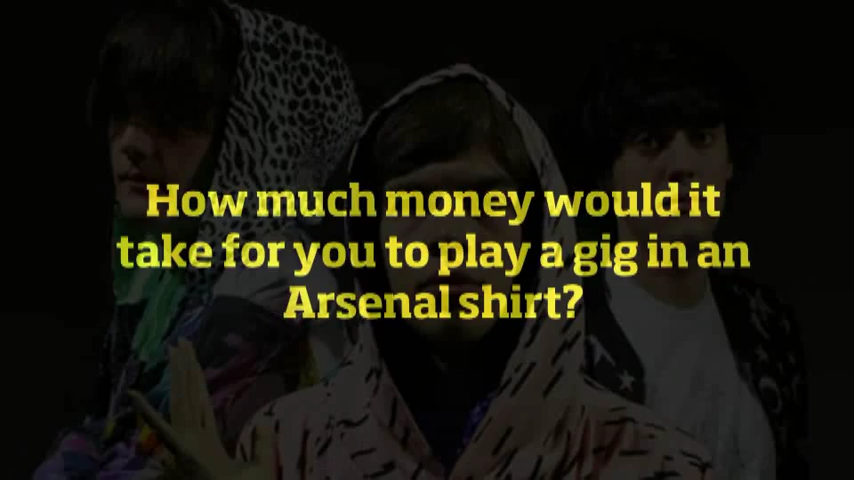 How much money would it
take for you to play a gig in an
Arsenal shirt?